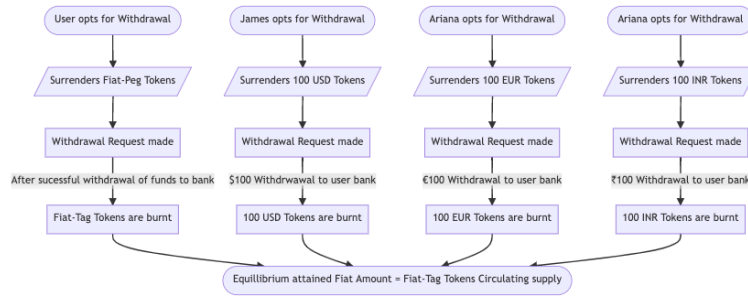 User opts for Withdrawal
James opts for Withdrawal
Ariana opts for Withdrawal
Ariana opts for Withdrawal
Surrenders Fiat-Peg Tokens
Surrenders 100 USD Tokens
Surrenders 100 EUR Tokens
Surrenders 100 INR Tokens
Withdrawal Request made
Withdrawal Request made
Withdrawal Request made
Withdrawal Request made
After sucessful withdrawal of funds to bank
$100 Withdrwawal to user bank
€100 Withdrawal to user bank
₹100 Withdrawal to user bank
Fiat-Tag Tokens are burnt
100 USD Tokens are burnt
100 EUR Tokens are burnt
100 INR Tokens are burnt
Equillibrium attained Fiat Amount = Fiat-Tag Tokens Circulating supply